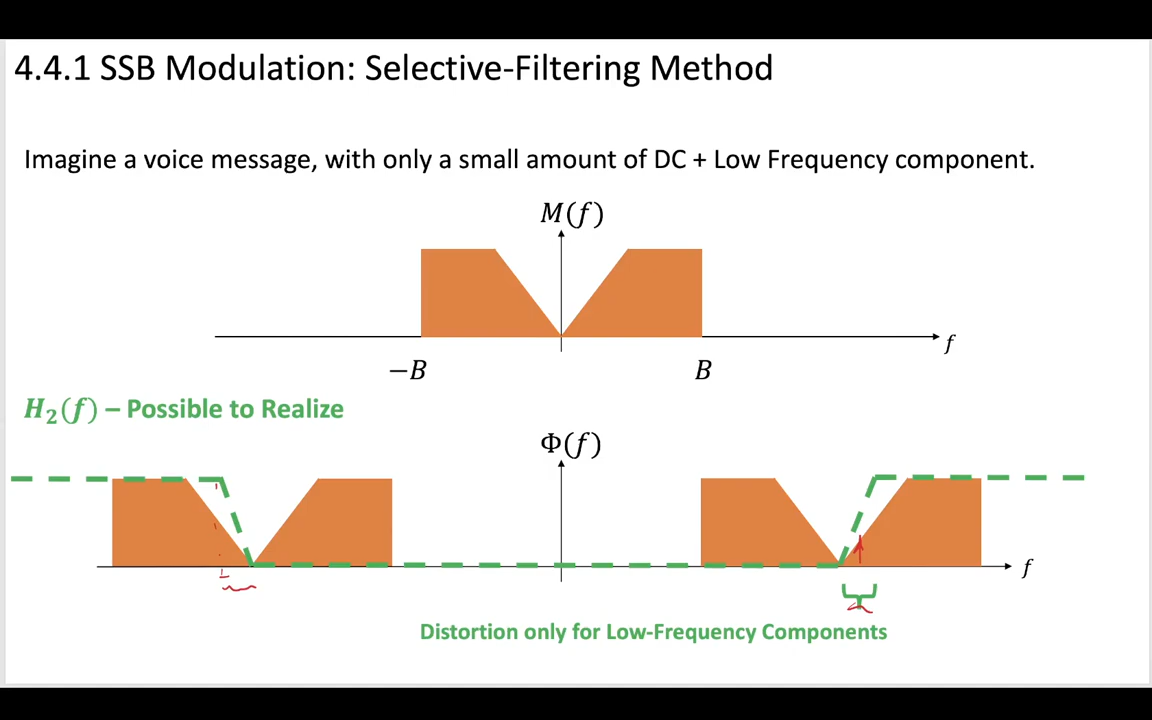 4.4.1 SSB Modulation: Selective-Filtering Method
Imagine a voice message, with only a small amount of DC + Low Frequency component.
M(f)
f
−B
B
H₂(f) – Possible to Realize
Φ(f)
f
Distortion only for Low-Frequency Components